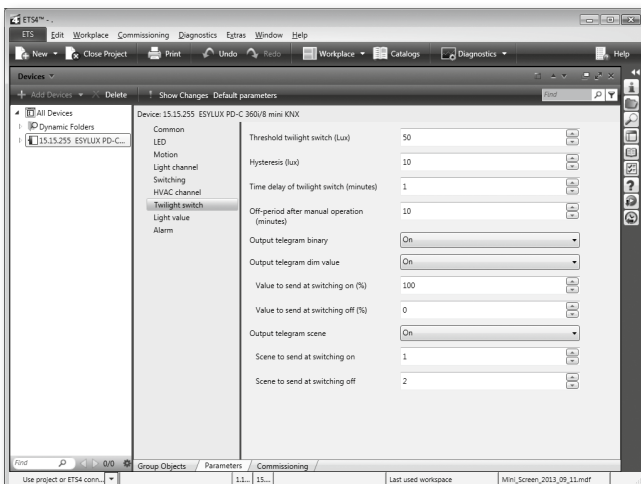 ETS4™ - .
ETS Edit Workplace Commissioning Diagnostics Extras Window Help
New Close Project Print Undo Redo Workplace Catalogs Diagnostics Help
Devices
Add Devices Delete ! Show Changes Default parameters Find
All Devices
Dynamic Folders
15.15.255 ESYLUX PD-C...
Device: 15.15.255 ESYLUX PD-C 360i/8 mini KNX
Common
LED
Motion
Light channel
Switching
HVAC channel
Twilight switch
Light value
Alarm
Threshold twilight switch (Lux) 50
Hysteresis (lux) 10
Time delay of twilight switch (minutes) 1
Off-period after manual operation (minutes) 10
Output telegram binary On
Output telegram dim value On
Value to send at switching on (%) 100
Value to send at switching off (%) 0
Output telegram scene On
Scene to send at switching on 1
Scene to send at switching off 2
Find 0/0
Group Objects Parameters Commissioning
Use project or ETS4 conn... 1.1... 15.... Last used workspace Mini_Screen_2013_09_11.mdf